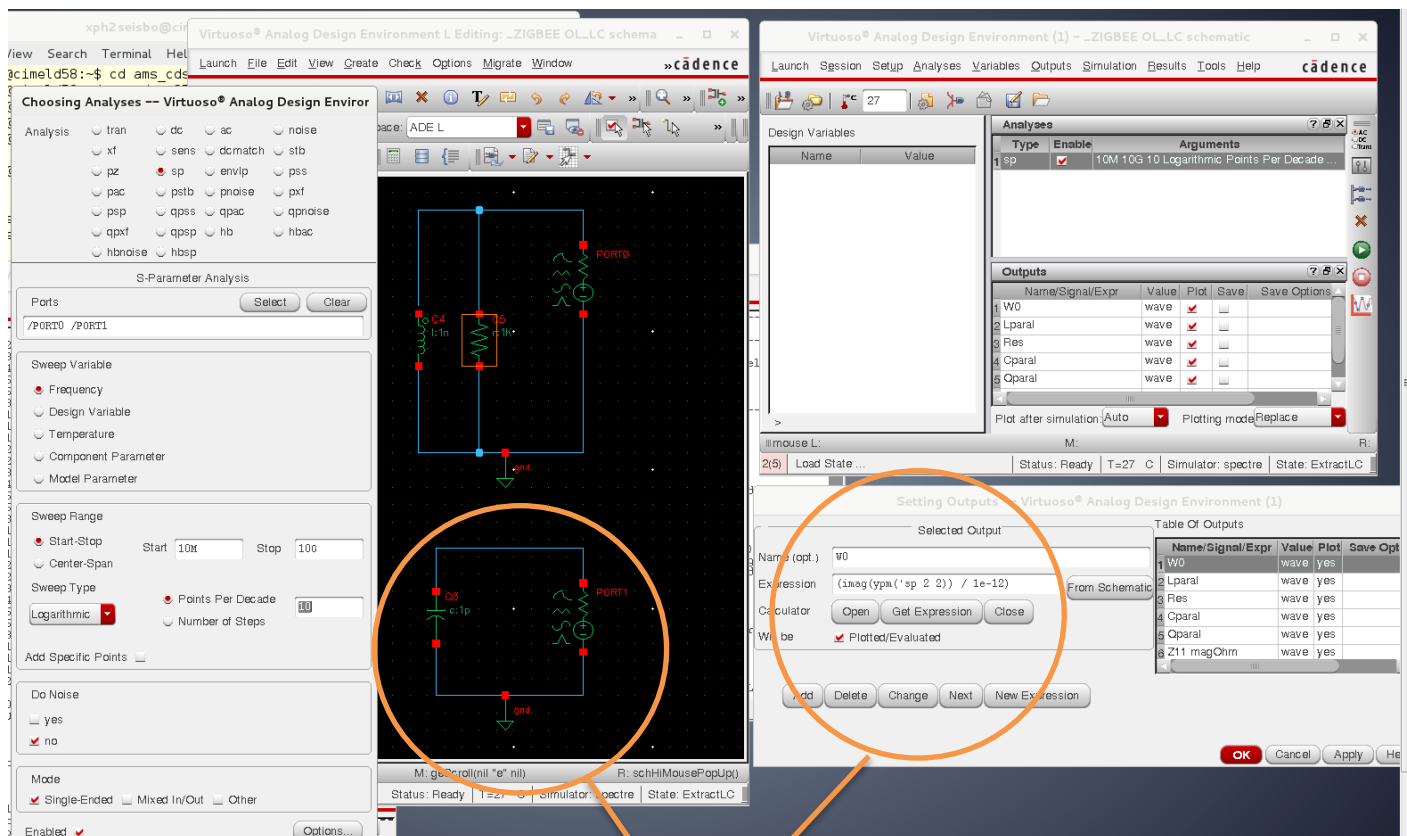 xph2seisbo@cim
View Search Terminal Hel
@cimeld58:~$ cd ams_cds
Choosing Analyses -- Virtuoso® Analog Design Enviror
Analysis tran dc ac noise
xf sens dcmatch stb
pz sp envlp pss
pac pstb pnoise pxf
psp qpss qpac qpnoise
qpxf qpsp hb hbac
hbnoise hbsp
S-Parameter Analysis
Ports Select Clear
/PORT0 /PORT1
Sweep Variable
Frequency
Design Variable
Temperature
Component Parameter
Model Parameter
Sweep Range
Start-Stop
Start 10M Stop 10G
Center-Span
Sweep Type
Logarithmic
Points Per Decade 10
Number of Steps
Add Specific Points
Do Noise
yes
no
Mode
Single-Ended Mixed In/Out Other
Enabled Options...
Virtuoso® Analog Design Environment L Editing: _ZIGBEE OL_LC schema
Launch File Edit View Create Check Options Migrate Window »cādence
pace: ADE L
PORT0
C4
l:1n
C5
r:1K
gnd
C0
c:1p
PORT1
gnd
M: geScroll(nil "e" nil) R: schHiMousePopUp()
Status: Ready T=27 C Simulator: spectre State: ExtractLC
Virtuoso® Analog Design Environment (1) - _ZIGBEE OL_LC schematic
Launch Session Setup Analyses Variables Outputs Simulation Results Tools Help cādence
27
Design Variables
Name Value
>
Analyses
Type Enable Arguments
1 sp 10M 10G 10 Logarithmic Points Per Decade ...
AC
DC
Trans
Outputs
Name/Signal/Expr Value Plot Save Save Options
1 W0 wave
2 Lparal wave
3 Res wave
4 Cparal wave
5 Qparal wave
Plot after simulation: Auto Plotting mode Replace
mouse L: M: R:
2(5) Load State ... Status: Ready T=27 C Simulator: spectre State: ExtractLC
Setting Outputs -- Virtuoso® Analog Design Environment (1)
Selected Output
Name (opt.) W0
Expression (imag(ypm('sp 2 2)) / 1e-12) From Schematic
Calculator Open Get Expression Close
Will be Plotted/Evaluated
Add Delete Change Next New Expression
Table Of Outputs
Name/Signal/Expr Value Plot Save Opt
1 W0 wave yes
2 Lparal wave yes
3 Res wave yes
4 Cparal wave yes
5 Qparal wave yes
6 Z11 magOhm wave yes
OK Cancel Apply He